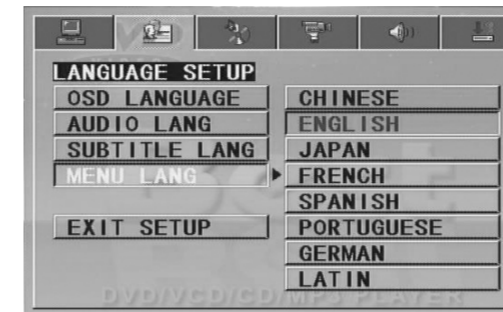 LANGUAGE SETUP
OSD LANGUAGE
AUDIO LANG
SUBTITLE LANG
MENU LANG
EXIT SETUP
CHINESE
ENGLISH
JAPAN
FRENCH
SPANISH
PORTUGUESE
GERMAN
LATIN
DVD/VCD/CD/MP3 PLAYER